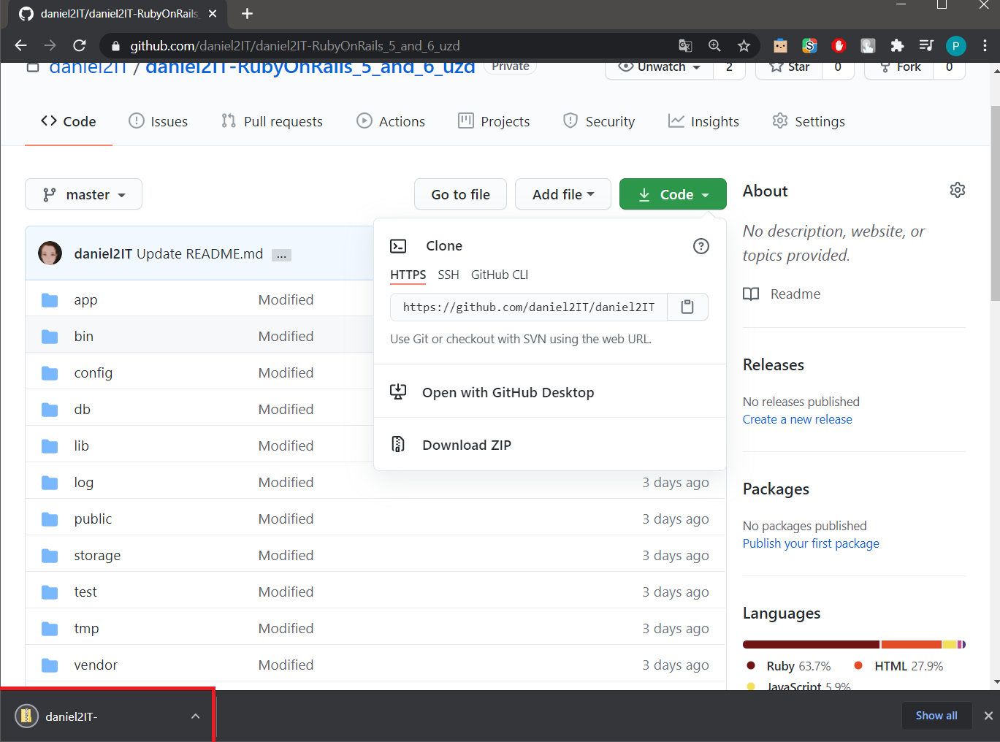 daniel2IT/daniel2IT-RubyOnRails_
github.com/daniel2IT/daniel2IT-RubyOnRails_5_and_6_uzd
P
daniel2IT / daniel2IT-RubyOnRails_5_and_6_uzd Private Unwatch 2 Star 0 Fork 0
Code Issues Pull requests Actions Projects Security Insights Settings
master Go to file Add file Code
daniel2IT Update README.md ...
Clone
HTTPS SSH GitHub CLI
https://github.com/daniel2IT/daniel2IT
Use Git or checkout with SVN using the web URL.
Open with GitHub Desktop
Download ZIP
app Modified
bin Modified
config Modified
db Modified
lib Modified
log Modified 3 days ago
public Modified 3 days ago
storage Modified 3 days ago
test Modified 3 days ago
tmp Modified 3 days ago
vendor Modified 3 days ago
About
No description, website, or
topics provided.
Readme
Releases
No releases published
Create a new release
Packages
No packages published
Publish your first package
Languages
Ruby 63.7% HTML 27.9%
JavaScript 5.9%
daniel2IT-
Show all